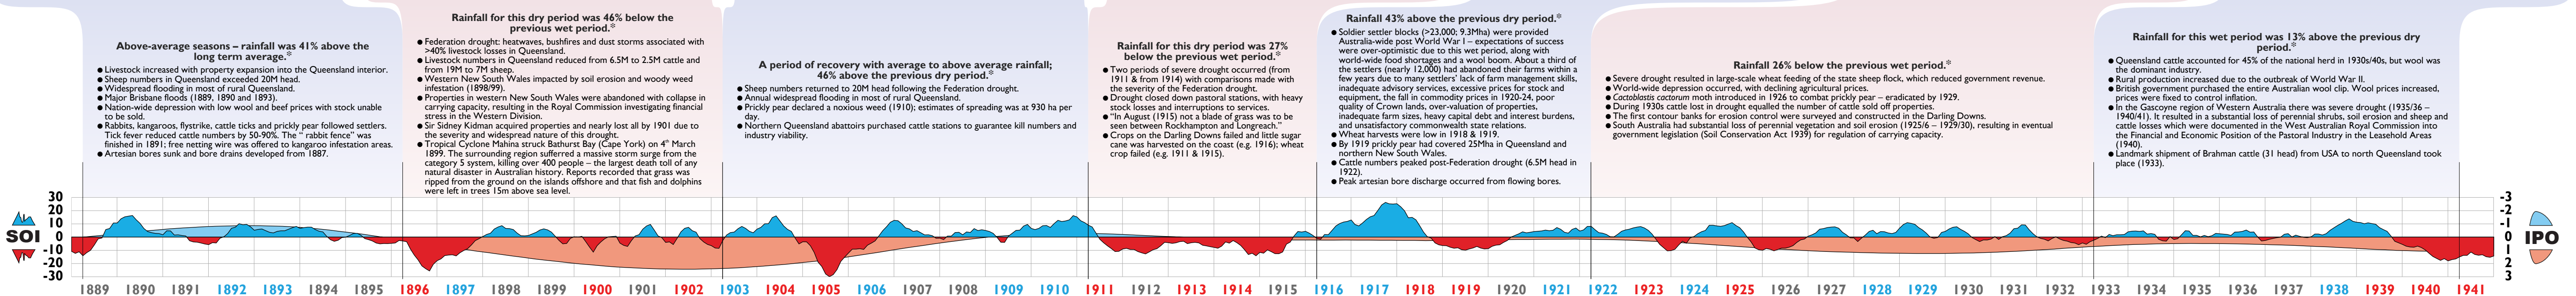 Above-average seasons – rainfall was 41% above the
long term average.*
● Livestock increased with property expansion into the Queensland interior.
● Sheep numbers in Queensland exceeded 20M head.
● Widespread flooding in most of rural Queensland.
● Major Brisbane floods (1889, 1890 and 1893).
● Nation-wide depression with low wool and beef prices with stock unable
to be sold.
● Rabbits, kangaroos, flystrike, cattle ticks and prickly pear followed settlers.
Tick fever reduced cattle numbers by 50-90%. The “ rabbit fence” was
finished in 1891; free netting wire was offered to kangaroo infestation areas.
● Artesian bores sunk and bore drains developed from 1887.
Rainfall for this dry period was 46% below the
previous wet period.*
● Federation drought: heatwaves, bushfires and dust storms associated with
>40% livestock losses in Queensland.
● Livestock numbers in Queensland reduced from 6.5M to 2.5M cattle and
from 19M to 7M sheep.
● Western New South Wales impacted by soil erosion and woody weed
infestation (1898/99).
● Properties in western New South Wales were abandoned with collapse in
carrying capacity, resulting in the Royal Commission investigating financial
stress in the Western Division.
● Sir Sidney Kidman acquired properties and nearly lost all by 1901 due to
the severity and widespread nature of this drought.
● Tropical Cyclone Mahina struck Bathurst Bay (Cape York) on 4th March
1899. The surrounding region sufferred a massive storm surge from the
category 5 system, killing over 400 people – the largest death toll of any
natural disaster in Australian history. Reports recorded that grass was
ripped from the ground on the islands offshore and that fish and dolphins
were left in trees 15m above sea level.
A period of recovery with average to above average rainfall;
46% above the previous dry period.*
● Sheep numbers returned to 20M head following the Federation drought.
● Annual widespread flooding in most of rural Queensland.
● Prickly pear declared a noxious weed (1910); estimates of spreading was at 930 ha per
day.
● Northern Queensland abattoirs purchased cattle stations to guarantee kill numbers and
industry viability.
Rainfall for this dry period was 27%
below the previous wet period.*
● Two periods of severe drought occurred (from
1911 & from 1914) with comparisons made with
the severity of the Federation drought.
● Drought closed down pastoral stations, with heavy
stock losses and interruptions to services.
● “In August (1915) not a blade of grass was to be
seen between Rockhampton and Longreach.”
● Crops on the Darling Downs failed and little sugar
cane was harvested on the coast (e.g. 1916); wheat
crop failed (e.g. 1911 & 1915).
Rainfall 43% above the previous dry period.*
● Soldier settler blocks (>23,000; 9.3Mha) were provided
Australia-wide post World War I – expectations of success
were over-optimistic due to this wet period, along with
world-wide food shortages and a wool boom. About a third of
the settlers (nearly 12,000) had abandoned their farms within a
few years due to many settlers’ lack of farm management skills,
inadequate advisory services, excessive prices for stock and
equipment, the fall in commodity prices in 1920-24, poor
quality of Crown lands, over-valuation of properties,
inadequate farm sizes, heavy capital debt and interest burdens,
and unsatisfactory commonwealth state relations.
● Wheat harvests were low in 1918 & 1919.
● By 1919 prickly pear had covered 25Mha in Queensland and
northern New South Wales.
● Cattle numbers peaked post-Federation drought (6.5M head in
1922).
● Peak artesian bore discharge occurred from flowing bores.
Rainfall 26% below the previous wet period.*
● Severe drought resulted in large-scale wheat feeding of the state sheep flock, which reduced government revenue.
● World-wide depression occurred, with declining agricultural prices.
● Cactoblastis cactorum moth introduced in 1926 to combat prickly pear – eradicated by 1929.
● During 1930s cattle lost in drought equalled the number of cattle sold off properties.
● The first contour banks for erosion control were surveyed and constructed in the Darling Downs.
● South Australia had substantial loss of perennial vegetation and soil erosion (1925/6 – 1929/30), resulting in eventual
government legislation (Soil Conservation Act 1939) for regulation of carrying capacity.
Rainfall for this wet period was 13% above the previous dry
period.*
● Queensland cattle accounted for 45% of the national herd in 1930s/40s, but wool was
the dominant industry.
● Rural production increased due to the outbreak of World War II.
● British government purchased the entire Australian wool clip. Wool prices increased,
prices were fixed to control inflation.
● In the Gascoyne region of Western Australia there was severe drought (1935/36 –
1940/41). It resulted in a substantial loss of perennial shrubs, soil erosion and sheep and
cattle losses which were documented in the West Australian Royal Commission into
the Financial and Economic Position of the Pastoral Industry in the Leasehold Areas
(1940).
● Landmark shipment of Brahman cattle (31 head) from USA to north Queensland took
place (1933).
SOI
30
20
10
0
-10
-20
-30
-3
-2
-1
0
1
2
3
IPO
1889 1890 1891 1892 1893 1894 1895 1896 1897 1898 1899 1900 1901 1902 1903 1904 1905 1906 1907 1908 1909 1910 1911 1912 1913 1914 1915 1916 1917 1918 1919 1920 1921 1922 1923 1924 1925 1926 1927 1928 1929 1930 1931 1932 1933 1934 1935 1936 1937 1938 1939 1940 1941